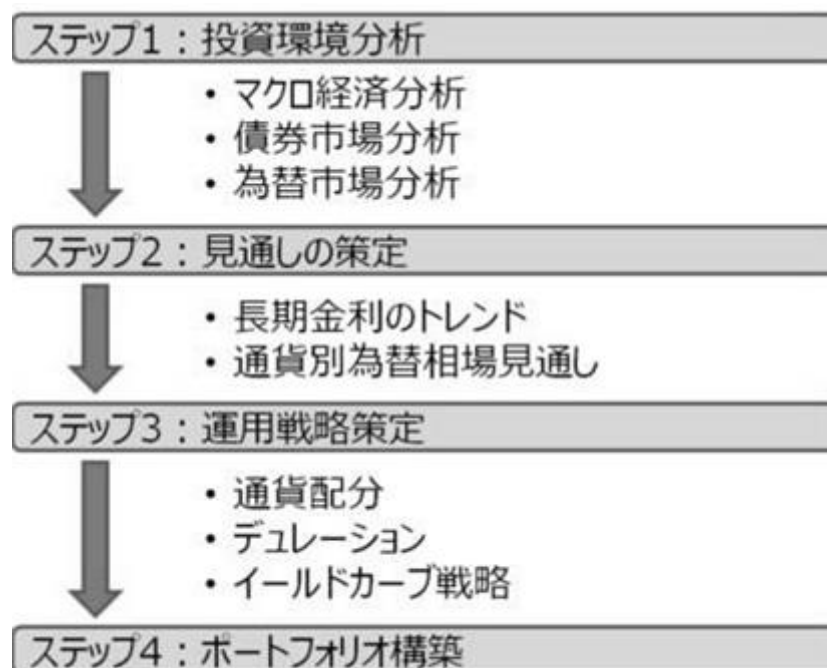 ステップ1：投資環境分析
・マクロ経済分析
・債券市場分析
・為替市場分析
ステップ2：見通しの策定
・長期金利のトレンド
・通貨別為替相場見通し
ステップ3：運用戦略策定
・通貨配分
・デュレーション
・イールドカーブ戦略
ステップ4：ポートフォリオ構築